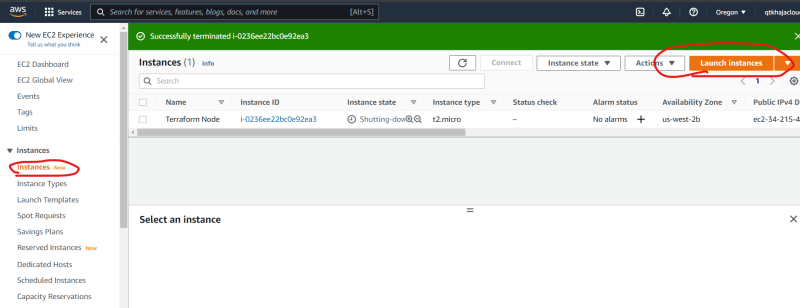 aws
Services
Search for services, features, blogs, docs, and more
[Alt+S]
Oregon
qtkhajacloud
New EC2 Experience
Tell us what you think
EC2 Dashboard
EC2 Global View
Events
Tags
Limits
Instances
Instances New
Instance Types
Launch Templates
Spot Requests
Savings Plans
Reserved Instances New
Dedicated Hosts
Scheduled Instances
Capacity Reservations
Successfully terminated i-0236ee22bc0e92ea3
Instances (1) Info
Connect
Instance state
Actions
Launch instances
Search
1
Name
Instance ID
Instance state
Instance type
Status check
Alarm status
Availability Zone
Public IPv4 D
Terraform Node
i-0236ee22bc0e92ea3
Shutting-dow
t2.micro
–
No alarms +
us-west-2b
ec2-34-215-4
Select an instance